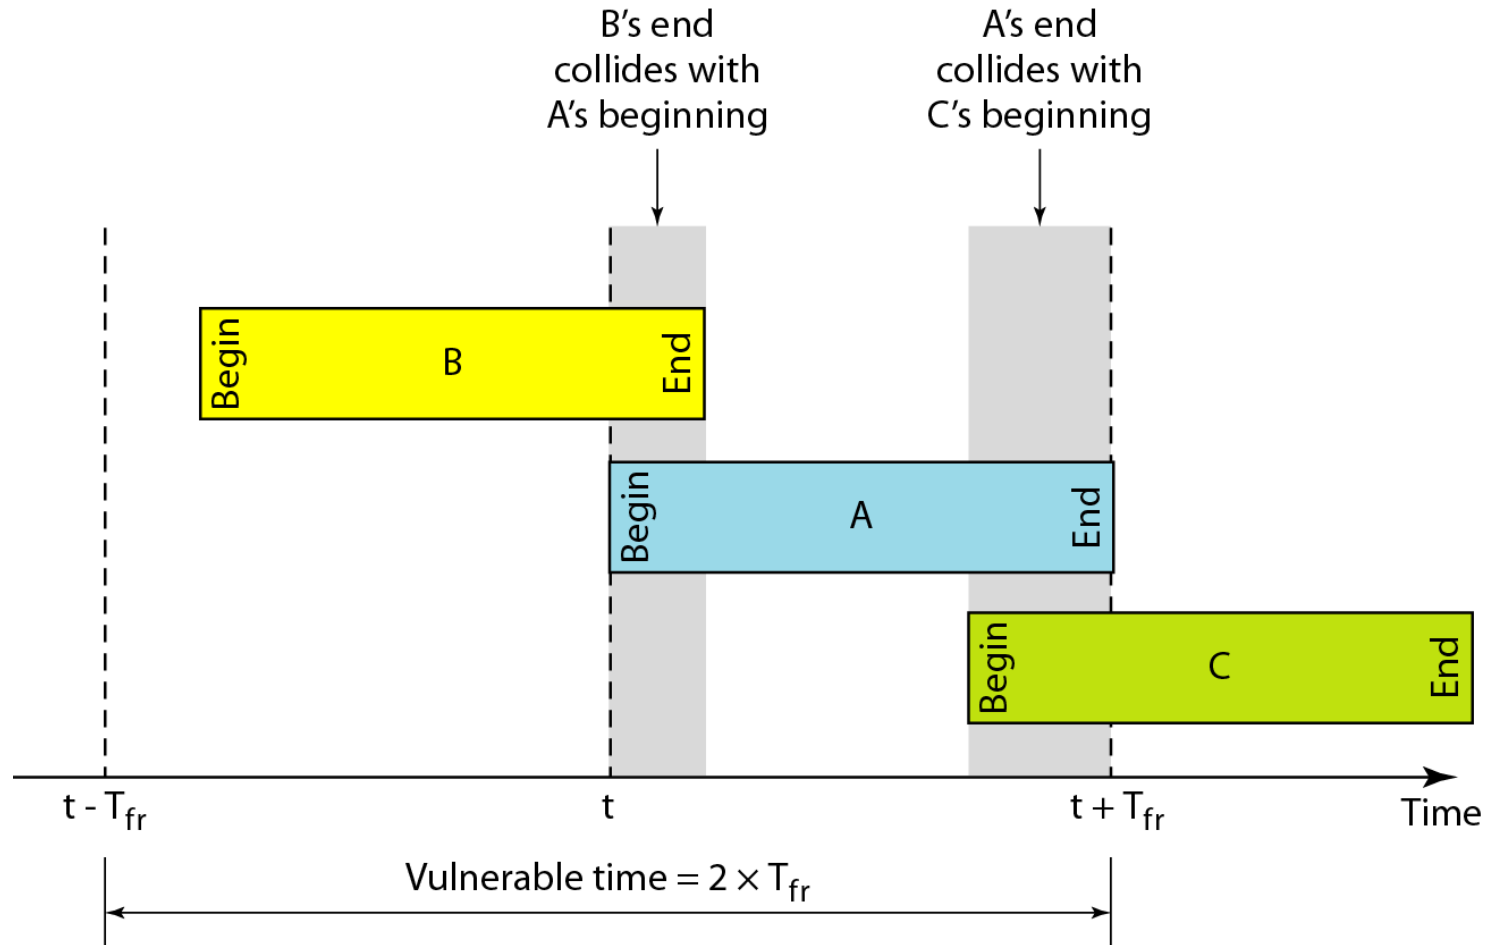 B’s end
collides with
A’s beginning
A’s end
collides with
C’s beginning
Begin
B
End
Begin
A
End
Begin
C
End
t - Tfr
t
t + Tfr
Time
Vulnerable time = 2 × Tfr